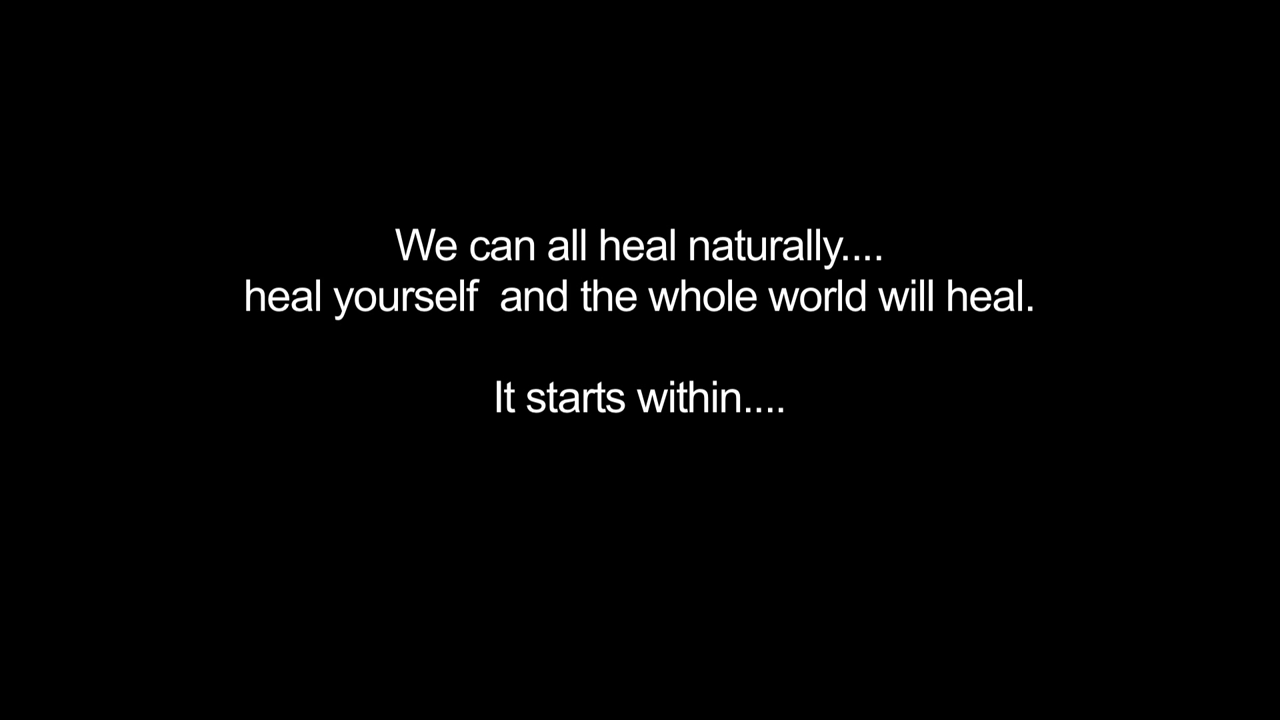 We can all heal naturally....
heal yourself  and the whole world will heal.
It starts within....